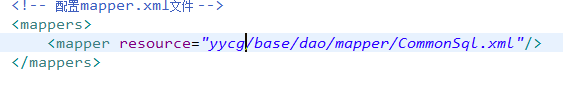 <!-- 配置mapper.xml文件 -->
<mappers>
<mapper resource="yycg/base/dao/mapper/CommonSql.xml"/>
</mappers>